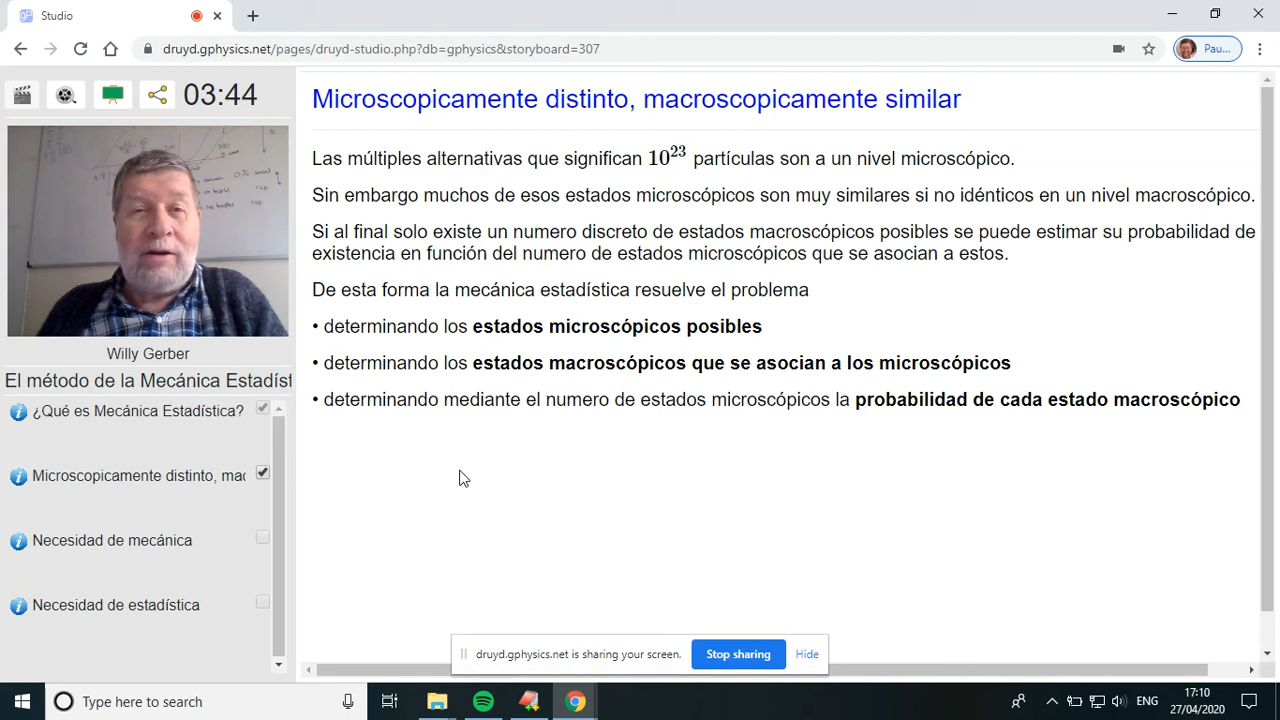 Studio
druyd.gphysics.net/pages/druyd-studio.php?db=gphysics&storyboard=307
Pau...
03:44
Willy Gerber
El método de la Mecánica Estadíst
¿Qué es Mecánica Estadística?
Microscopicamente distinto, mac
Necesidad de mecánica
Necesidad de estadística
Microscopicamente distinto, macroscopicamente similar
Las múltiples alternativas que significan 10^23 partículas son a un nivel microscópico.
Sin embargo muchos de esos estados microscópicos son muy similares si no idénticos en un nivel macroscópico.
Si al final solo existe un numero discreto de estados macroscópicos posibles se puede estimar su probabilidad de
existencia en función del numero de estados microscópicos que se asocian a estos.
De esta forma la mecánica estadística resuelve el problema
• determinando los estados microscópicos posibles
• determinando los estados macroscópicos que se asocian a los microscópicos
• determinando mediante el numero de estados microscópicos la probabilidad de cada estado macroscópico
druyd.gphysics.net is sharing your screen.
Stop sharing
Hide
Type here to search
ENG
17:10
27/04/2020